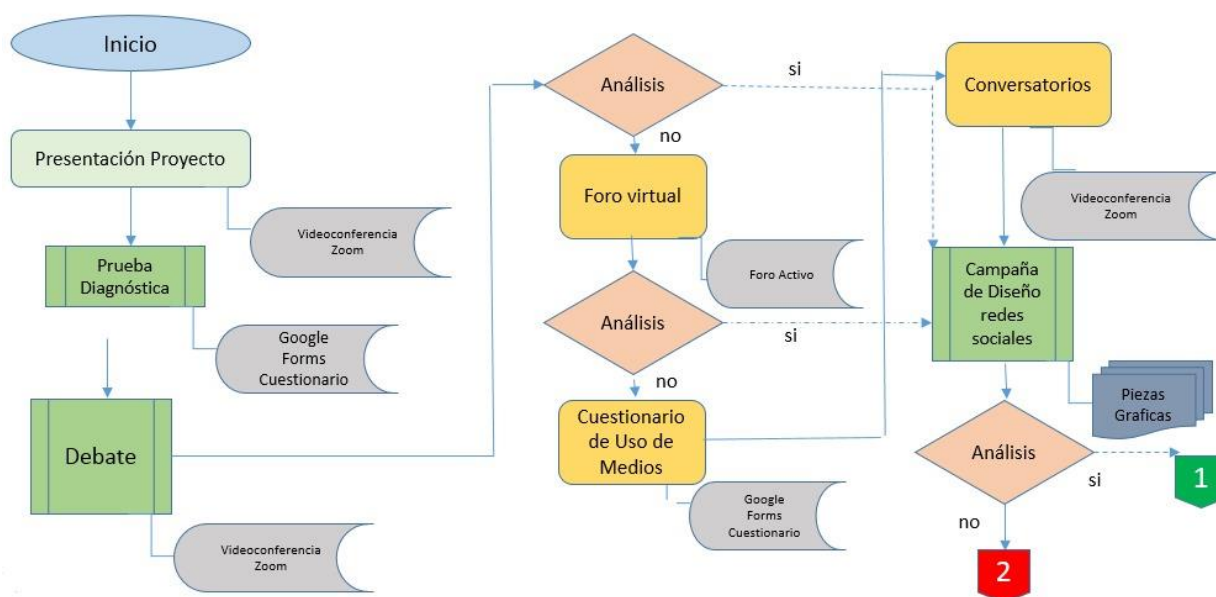 Inicio
Presentación Proyecto
Videoconferencia
Zoom
Prueba
Diagnóstica
Google
Forms
Cuestionario
Debate
Videoconferencia
Zoom
Análisis
si
no
Foro virtual
Foro Activo
Análisis
si
no
Cuestionario
de Uso de
Medios
Google
Forms
Cuestionario
Conversatorios
Videoconferencia
Zoom
Campaña
de Diseño
redes
sociales
Piezas
Graficas
Análisis
si
1
no
2